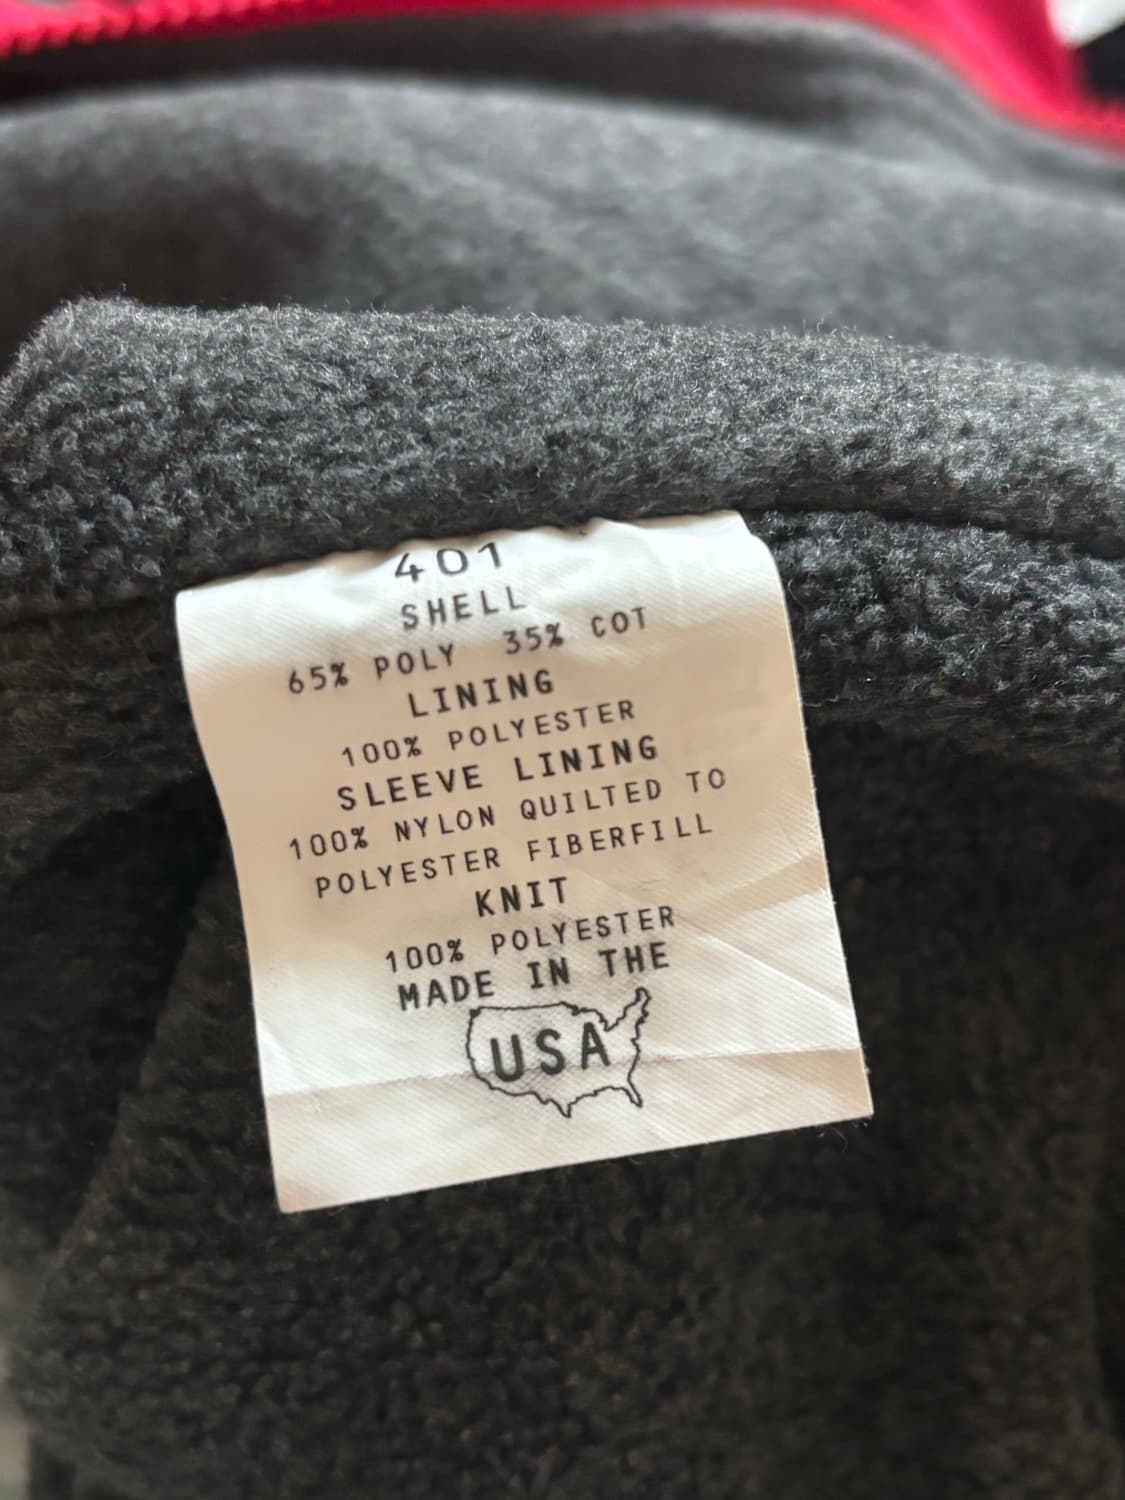 401
SHELL
65% POLY 35% COT
LINING
100% POLYESTER
SLEEVE LINING
100% NYLON QUILTED TO
POLYESTER FIBERFILL
KNIT
100% POLYESTER
MADE IN THE
USA